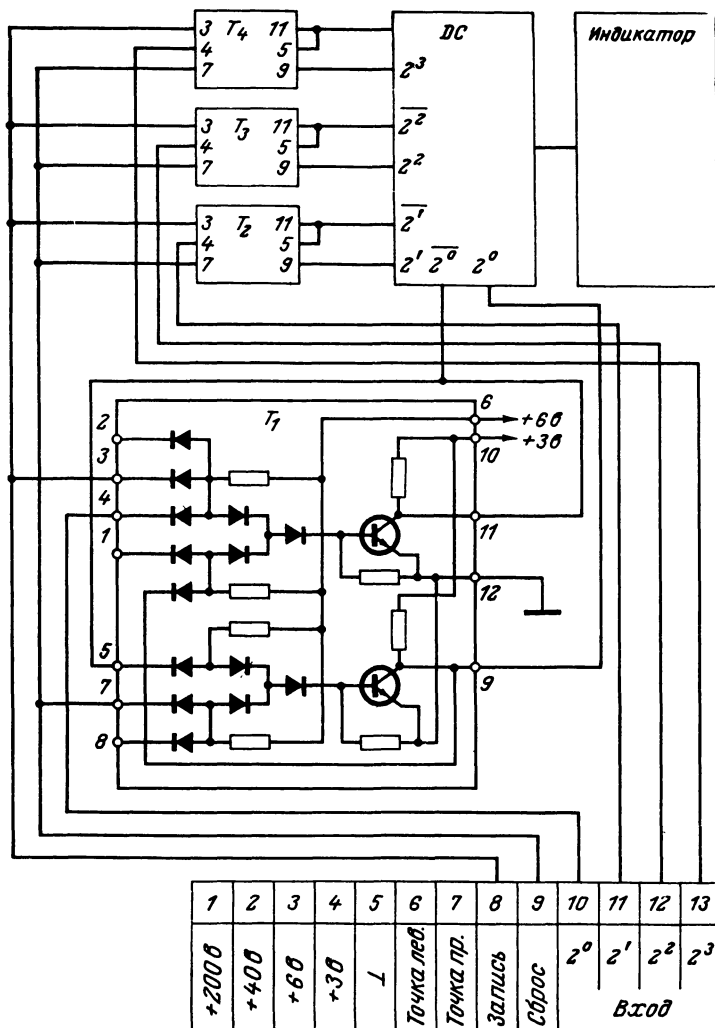 3 T₄ 11
4 5
7 9
DC
2³
Индикатор
3 T₃ 11
4 5
7 9
$\overline{2^2}$
2²
3 T₂ 11
4 5
7 9
$\overline{2^1}$
2¹ $\overline{2^0}$ 2⁰
T₁
2
3
4
1
5
7
8
6
+6в
10
+3в
11
12
9
1 2 3 4 5 6 7 8 9 10 11 12 13
+200в
+40в
+6в
+3в
⊥
Точка лев.
Точка пр.
Запись
Сброс
2⁰ 2¹ 2² 2³
Вход